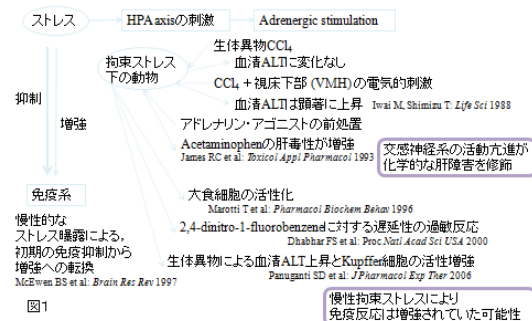 ストレス
HPA axisの刺激
Adrenergic stimulation
拘束ストレス
下の動物
生体異物CCl4
血清ALTに変化なし
CCl4 + 視床下部 (VMH) の電気的刺激
血清ALTは顕著に上昇 Iwai M, Shimizu T: Life Sci 1988
抑制
増強
アドレナリン・アゴニストの前処置
Acetaminophenの肝毒性が増強
James RC et al: Toxicol Appl Pharmacol 1993
交感神経系の活動亢進が
化学的な肝障害を修飾
免疫系
大食細胞の活性化
Marotti T et al: Pharmacol Biochem Behav 1996
2,4-dinitro-1-fluorobenzeneに対する遅延性の過敏反応
Dhabhar FS et al: Proc Natl Acad Sci USA 2000
慢性的な
ストレス曝露による,
初期の免疫抑制から
増強への転換
McEwen BS et al: Brain Res Rev 1997
生体異物による血清ALT上昇とKupffer細胞の活性増強
Panuganti SD et al: J Pharmacol Exp Ther 2006
図1
慢性拘束ストレスにより
免疫反応は増強されていた可能性